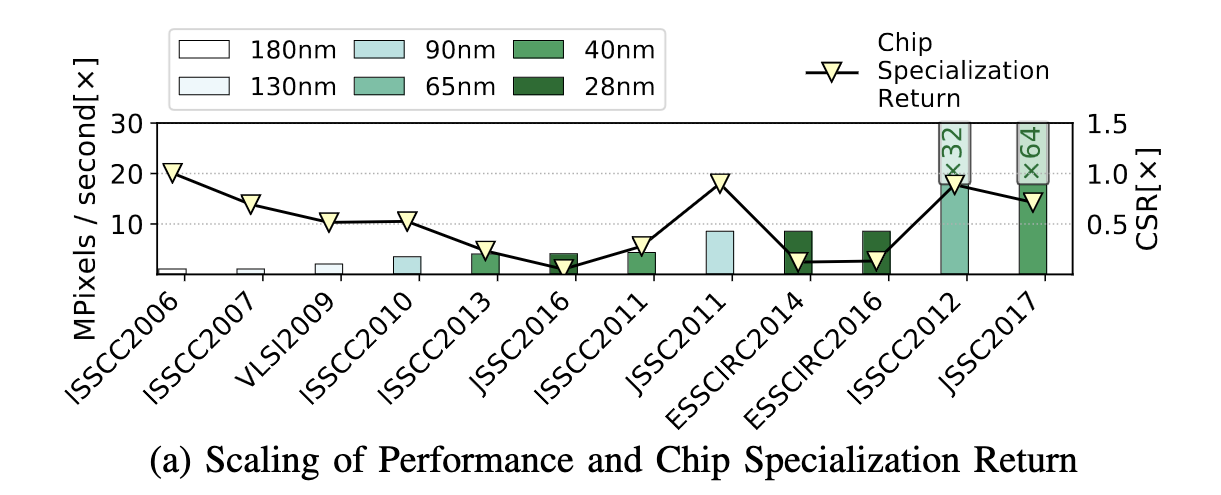 180nm 90nm 40nm
130nm 65nm 28nm
Chip
Specialization
Return
MPixels / second[×]
30
20
10
×32
×64
1.5
1.0
0.5
CSR[×]
ISSCC2006
ISSCC2007
VLSI2009
ISSCC2010
ISSCC2013
JSSC2016
ISSCC2011
JSSC2011
ESSCIRC2014
ESSCIRC2016
ISSCC2012
JSSC2017
(a) Scaling of Performance and Chip Specialization Return